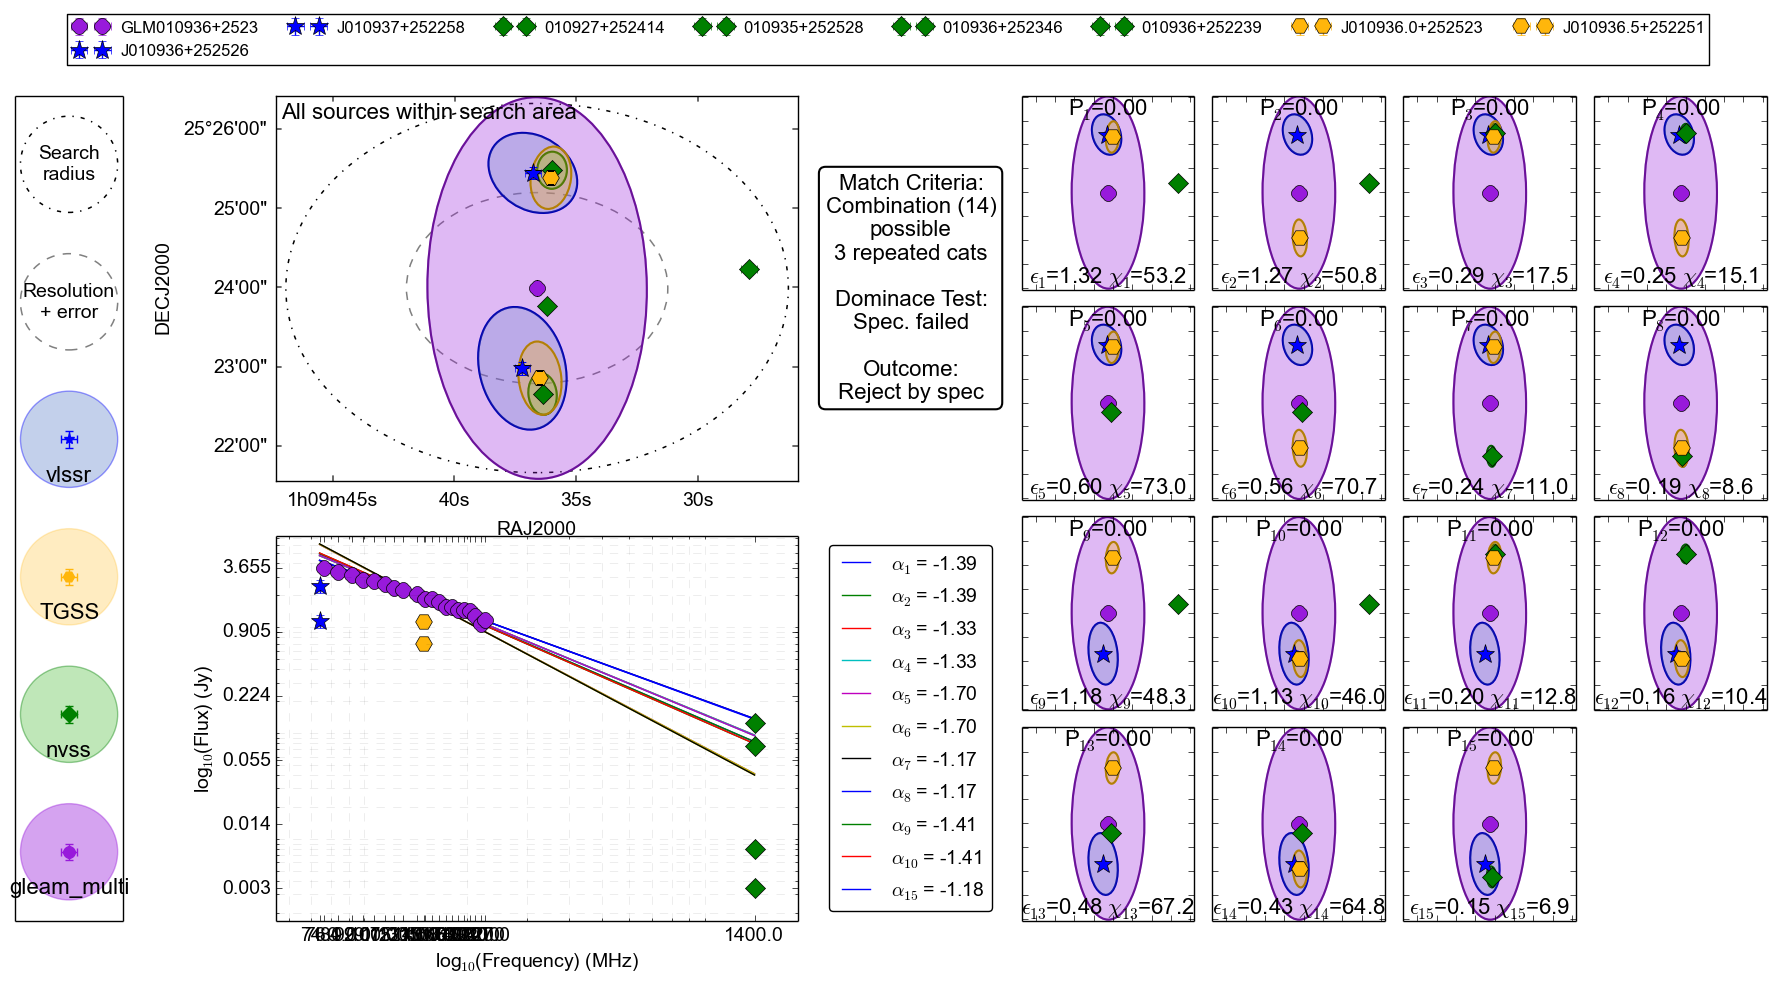 GLM010936+2523 J010937+252258 010927+252414 010935+252528 010936+252346 010936+252239 J010936.0+252523 J010936.5+252251
J010936+252526
Search
radius
Resolution
+ error
vlssr
TGSS
nvss
gleam_multi
All sources within search area
25°26'00"
25'00"
24'00"
23'00"
22'00"
DECJ2000
1h09m45s 40s 35s 30s
RAJ2000
Match Criteria:
Combination (14)
possible
3 repeated cats
Dominace Test:
Spec. failed
Outcome:
Reject by spec
3.655
0.905
0.224
0.055
0.014
0.003
log10(Flux) (Jy)
1400.0
log10(Frequency) (MHz)
α1 = -1.39
α2 = -1.39
α3 = -1.33
α4 = -1.33
α5 = -1.70
α6 = -1.70
α7 = -1.17
α8 = -1.17
α9 = -1.41
α10 = -1.41
α15 = -1.18
P1=0.00 P2=0.00 P3=0.00 P4=0.00
ϵ1=1.32 χ1=53.2 ϵ2=1.27 χ2=50.8 ϵ3=0.29 χ3=17.5 ϵ4=0.25 χ4=15.1
P5=0.00 P6=0.00 P7=0.00 P8=0.00
ϵ5=0.60 χ5=73.0 ϵ6=0.56 χ6=70.7 ϵ7=0.24 χ7=11.0 ϵ8=0.19 χ8=8.6
P9=0.00 P10=0.00 P11=0.00 P12=0.00
ϵ9=1.18 χ9=48.3 ϵ10=1.13 χ10=46.0 ϵ11=0.20 χ11=12.8 ϵ12=0.16 χ12=10.4
P13=0.00 P14=0.00 P15=0.00
ϵ13=0.48 χ13=67.2 ϵ14=0.43 χ14=64.8 ϵ15=0.15 χ15=6.9